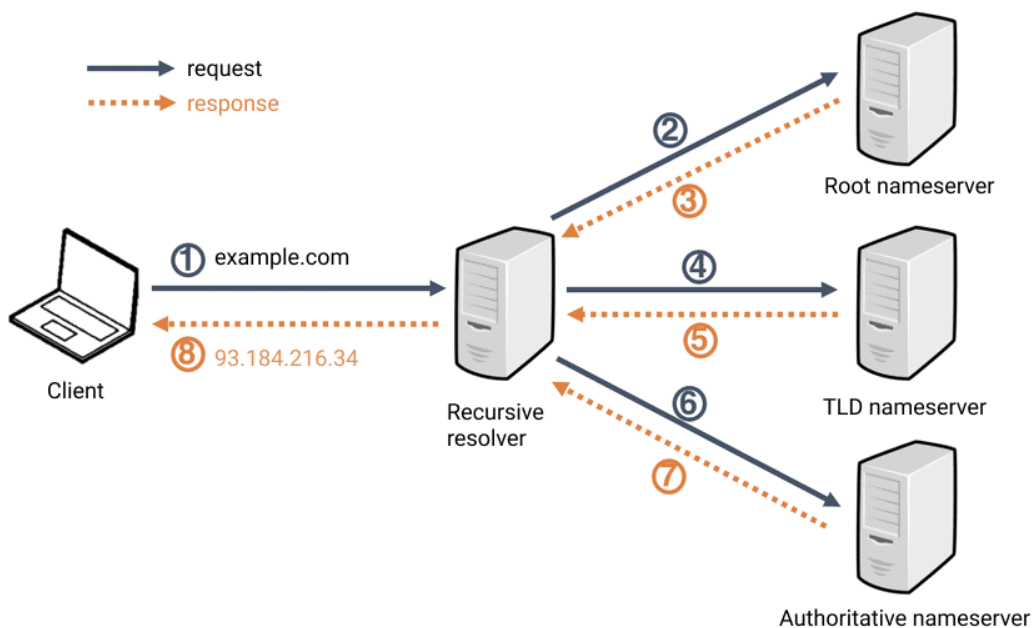 request
response
②
Root nameserver
③
① example.com
④
⑤
⑧ 93.184.216.34
Client
Recursive
resolver
⑥
TLD nameserver
⑦
Authoritative nameserver